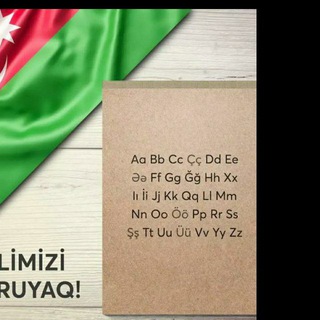 Aa Bb Cc Çç Dd Ee
Əə Ff Gg Ğğ Hh Xx
Iı İi Jj Kk Qq Ll Mm
Nn Oo Öö Pp Rr Ss
Şş Tt Uu Üü Vv Yy Zz
LİMİZİ
RUYAQ!